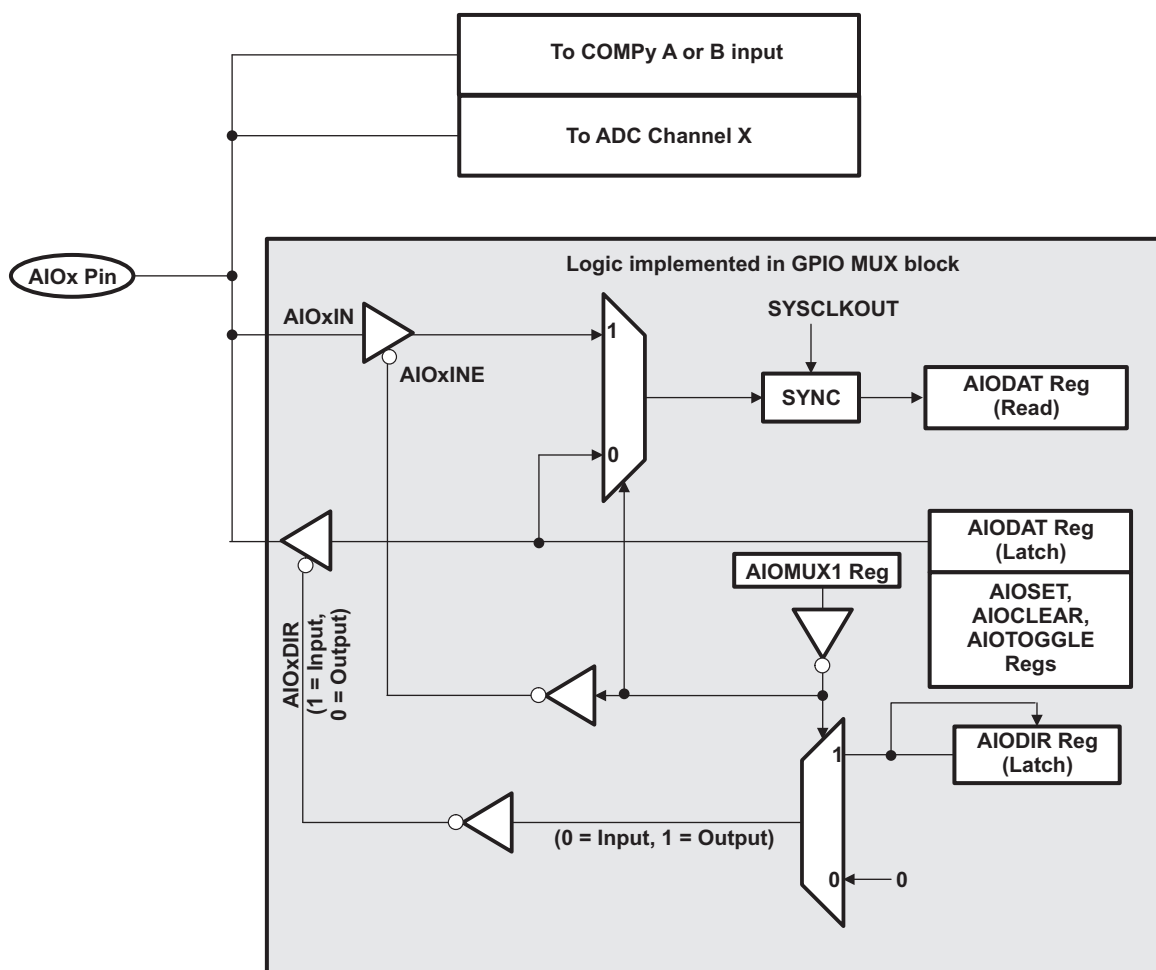 To COMPy A or B input
To ADC Channel X
AIOx Pin
Logic implemented in GPIO MUX block
AIOxIN
AIOxINE
1
0
SYSCLKOUT
SYNC
AIODAT Reg
(Read)
AIODAT Reg
(Latch)
AIOSET,
AIOCLEAR,
AIOTOGGLE
Regs
AIOMUX1 Reg
AIOxDIR
(1 = Input,
0 = Output)
1
AIODIR Reg
(Latch)
(0 = Input, 1 = Output)
0
0